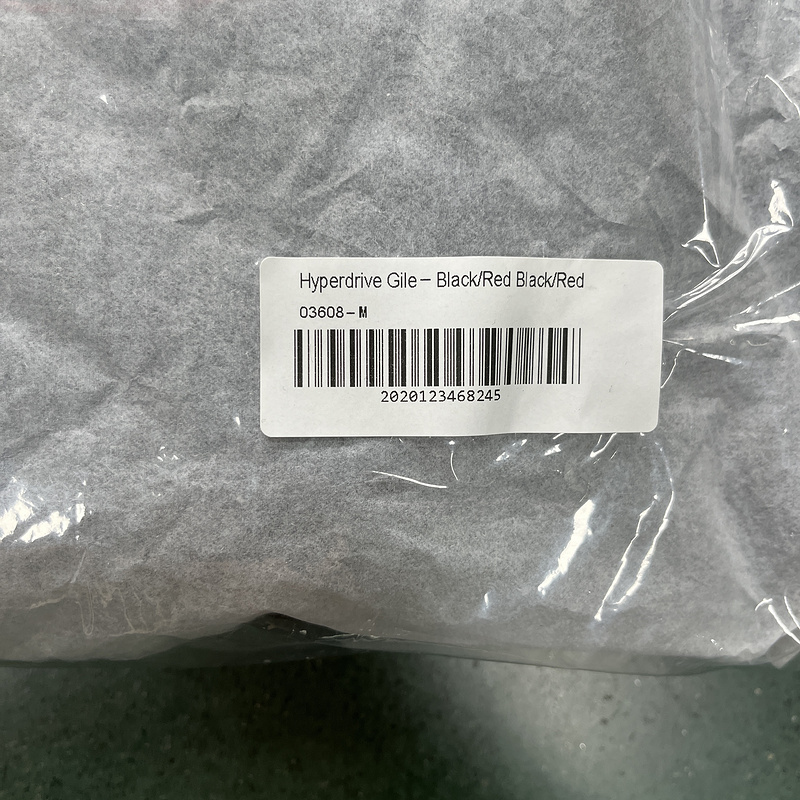 Hyperdrive Gile – Black/Red Black/Red
03608-M
2020123468245